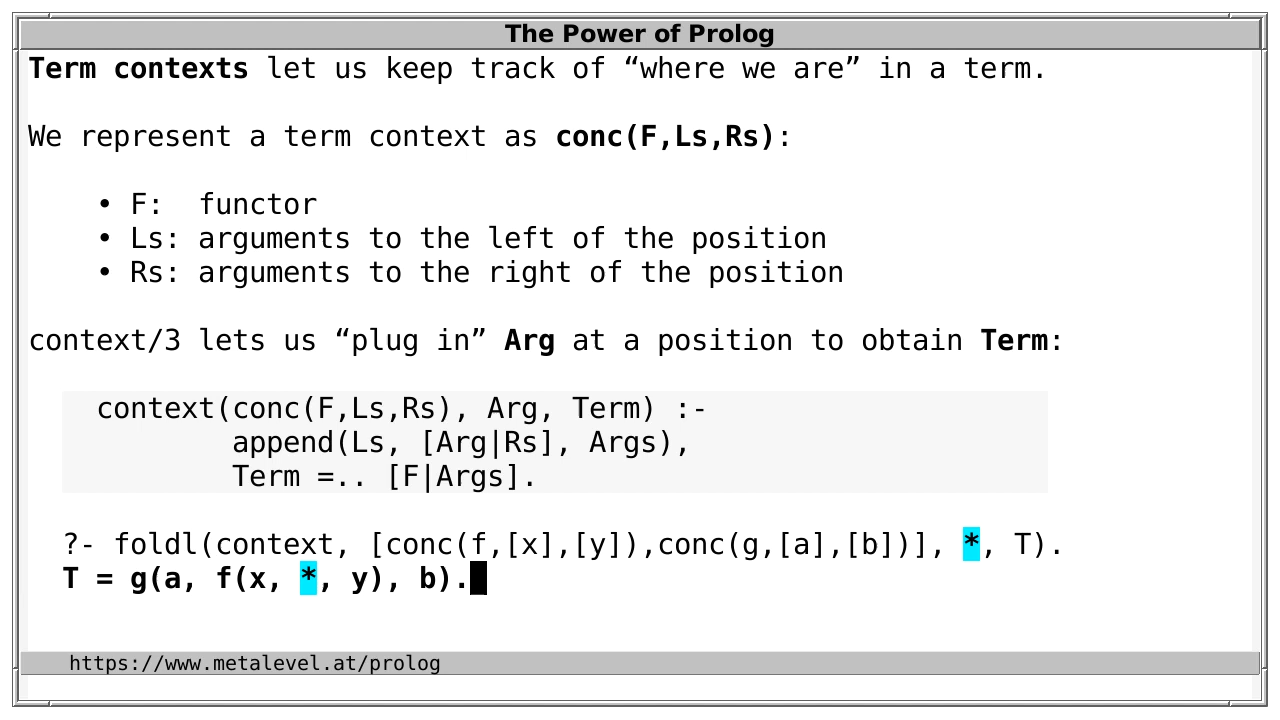 The Power of Prolog
Term contexts let us keep track of “where we are” in a term.
We represent a term context as conc(F,Ls,Rs):
• F:  functor
• Ls: arguments to the left of the position
• Rs: arguments to the right of the position
context/3 lets us “plug in” Arg at a position to obtain Term:
context(conc(F,Ls,Rs), Arg, Term) :-
append(Ls, [Arg|Rs], Args),
Term =.. [F|Args].
?- foldl(context, [conc(f,[x],[y]),conc(g,[a],[b])], *, T).
T = g(a, f(x, *, y), b).
https://www.metalevel.at/prolog